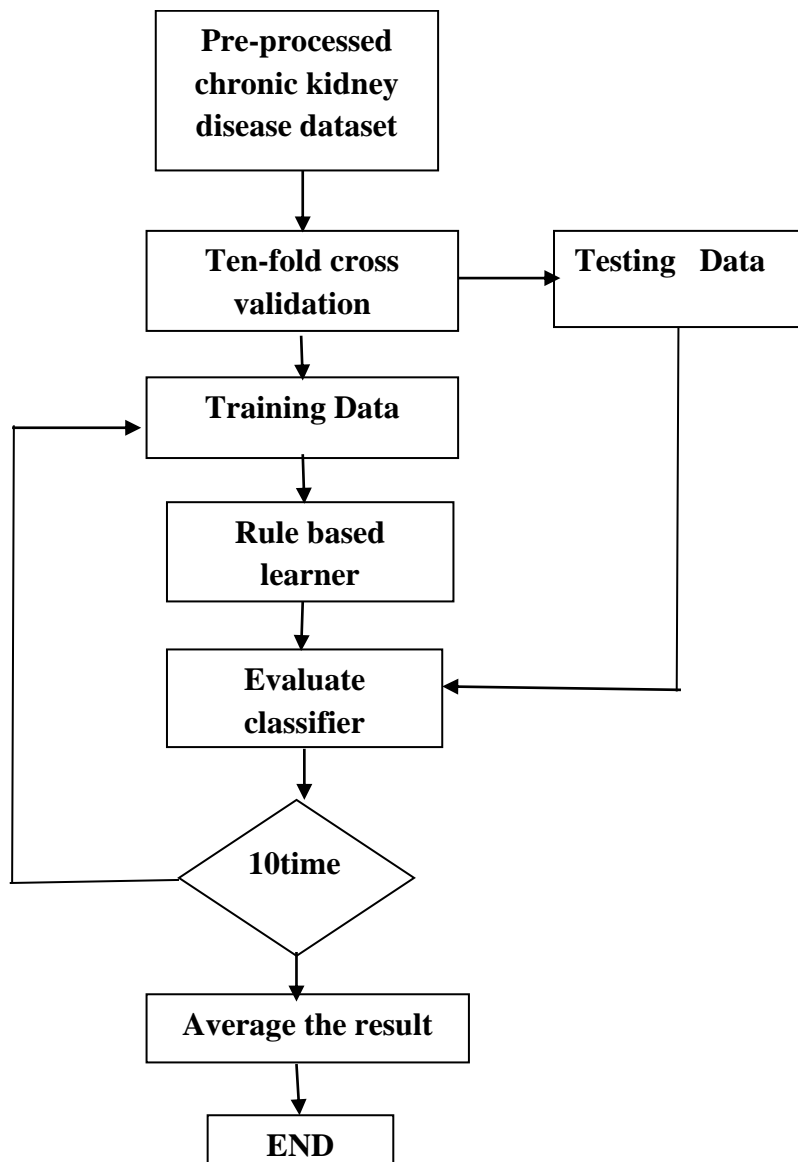 Pre-processed
chronic kidney
disease dataset
Ten-fold cross
validation
Testing Data
Training Data
Rule based
learner
Evaluate
classifier
10time
Average the result
END